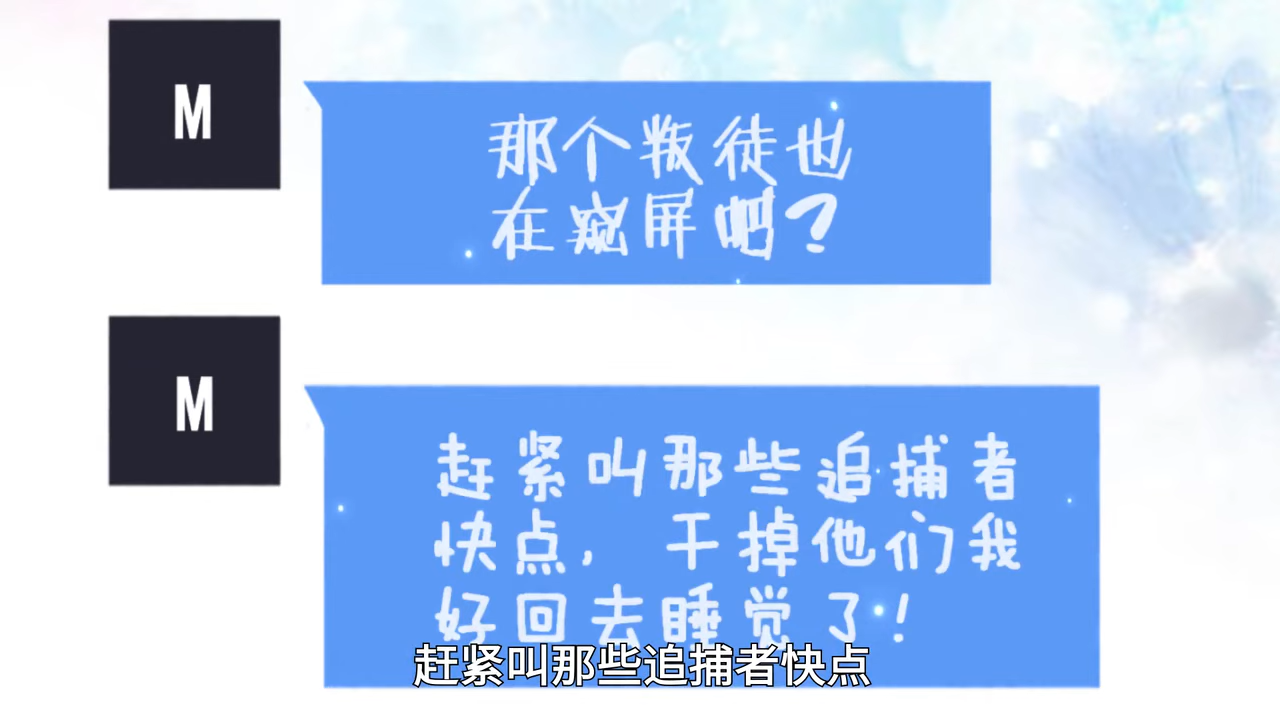 M
那个叛徒也
在窥屏吧？
M
赶紧叫那些追捕者
快点，干掉他们我
好回去睡觉了！
赶紧叫那些追捕者快点